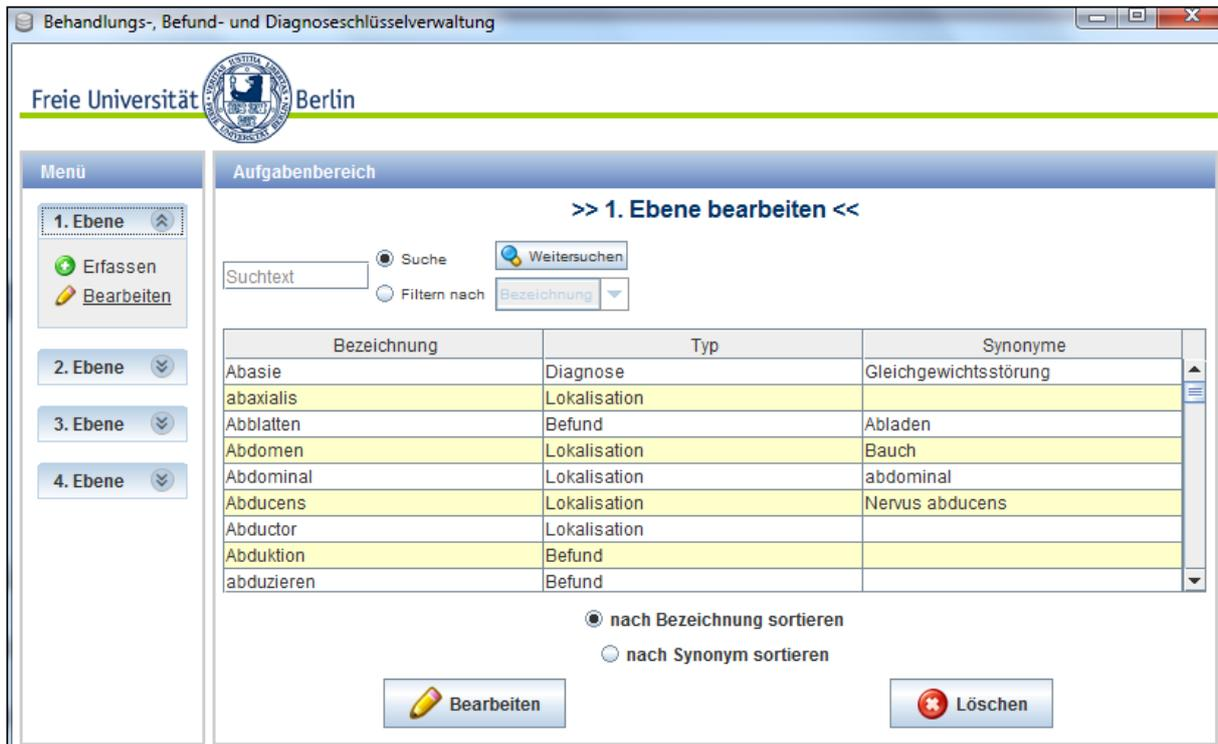 Behandlungs-, Befund- und Diagnoseschlüsselverwaltung
Freie Universität Berlin
Menü
Aufgabenbereich
1. Ebene
Erfassen
Bearbeiten
2. Ebene
3. Ebene
4. Ebene
>> 1. Ebene bearbeiten <<
Suchtext
Suche
Weitersuchen
Filtern nach
Bezeichnung
Bezeichnung Typ Synonyme
Abasie Diagnose Gleichgewichtsstörung
abaxialis Lokalisation
Abblatten Befund Abladen
Abdomen Lokalisation Bauch
Abdominal Lokalisation abdominal
Abducens Lokalisation Nervus abducens
Abductor Lokalisation
Abduktion Befund
abduzieren Befund
nach Bezeichnung sortieren
nach Synonym sortieren
Bearbeiten
Löschen